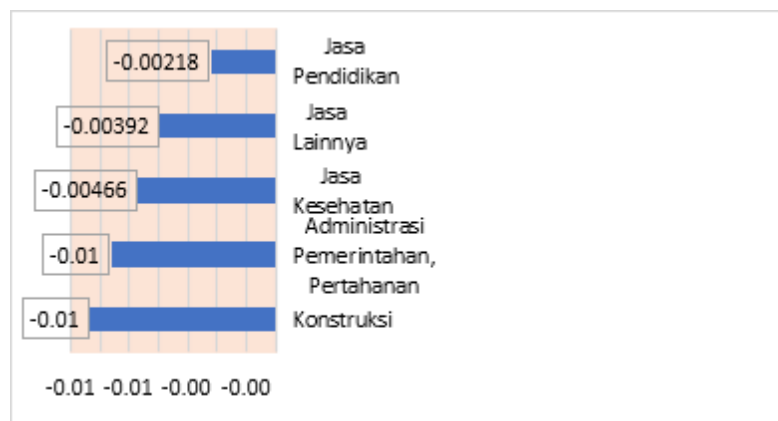 -0.00218
Jasa
Pendidikan
-0.00392
Jasa
Lainnya
-0.00466
Jasa
Kesehatan
-0.01
Administrasi
Pemerintahan,
Pertahanan
-0.01
Konstruksi
-0.01 -0.01 -0.00 -0.00